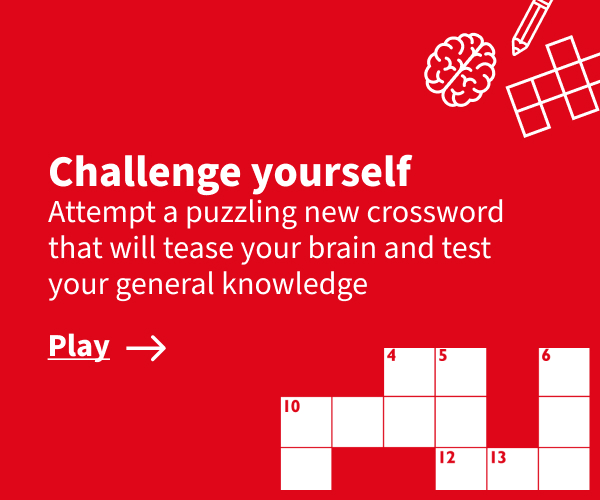 Challenge yourself
Attempt a puzzling new crossword
that will tease your brain and test
your general knowledge
Play
4 5 6
10
12 13